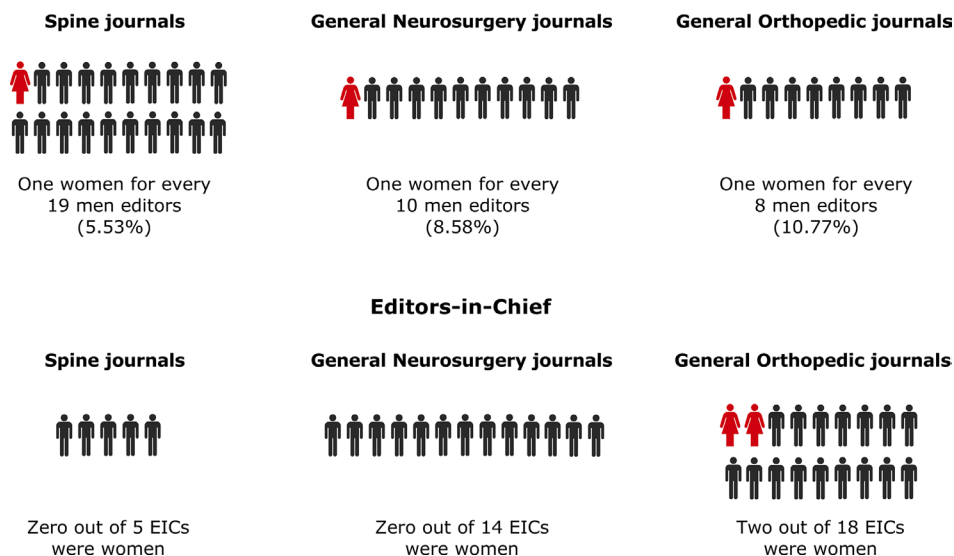 Spine journals
General Neurosurgery journals
General Orthopedic journals
One women for every
19 men editors
(5.53%)
One women for every
10 men editors
(8.58%)
One women for every
8 men editors
(10.77%)
Editors-in-Chief
Spine journals
General Neurosurgery journals
General Orthopedic journals
Zero out of 5 EICs
were women
Zero out of 14 EICs
were women
Two out of 18 EICs
were women